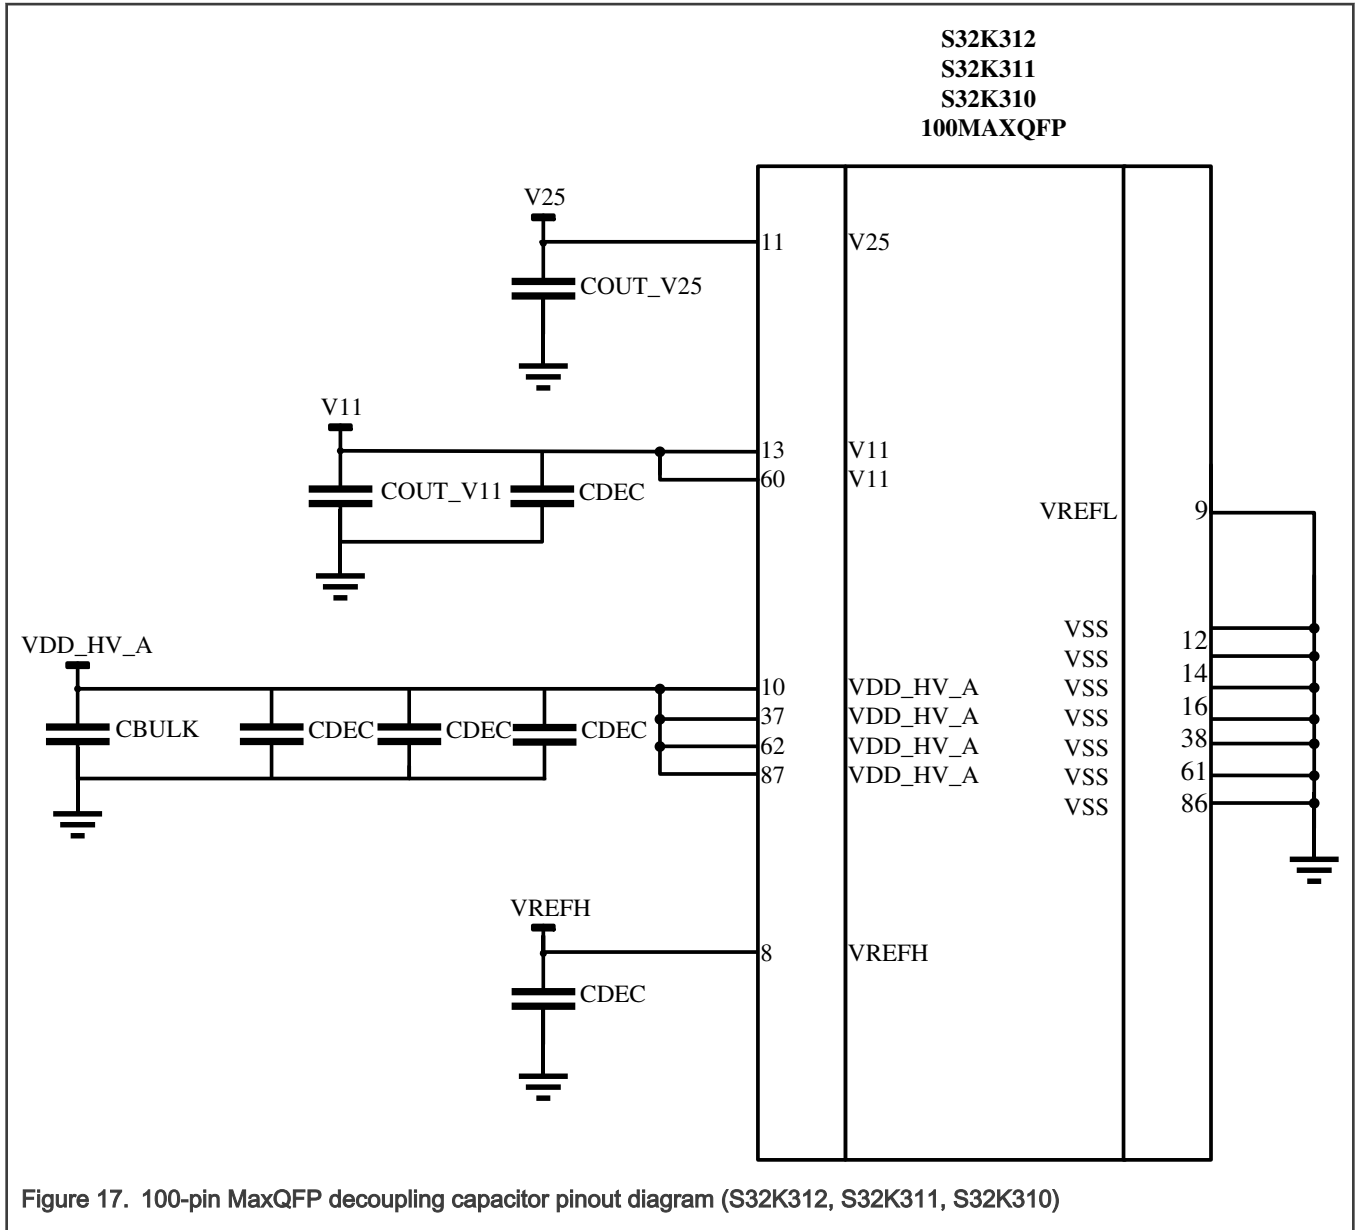 S32K312
S32K311
S32K310
100MAXQFP
V25
11 V25
COUT_V25
V11
13 V11
COUT_V11 CDEC
60 V11
VREFL 9
VDD_HV_A
VSS 12
VSS 14
VSS 16
VSS 38
VSS 61
VSS 86
VSS
10 VDD_HV_A
37 VDD_HV_A
CBULK CDEC CDEC CDEC
62 VDD_HV_A
87 VDD_HV_A
VREFH
8 VREFH
CDEC
Figure 17. 100-pin MaxQFP decoupling capacitor pinout diagram (S32K312, S32K311, S32K310)